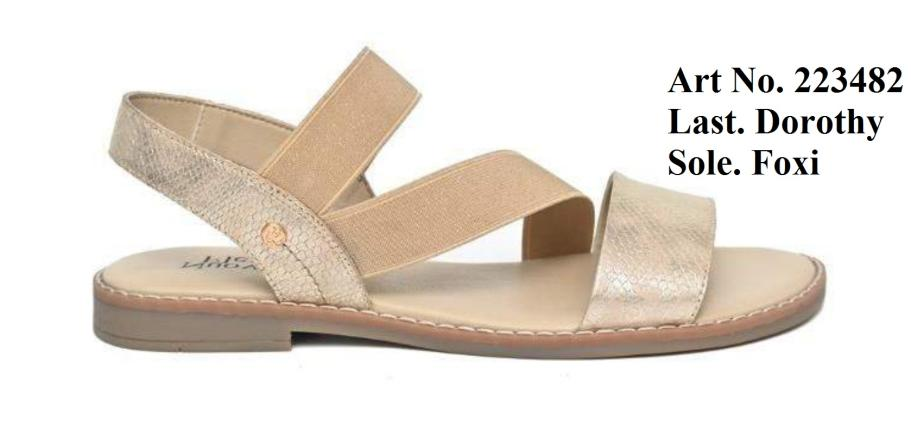 Art No. 223482
Last. Dorothy
Sole. Foxi